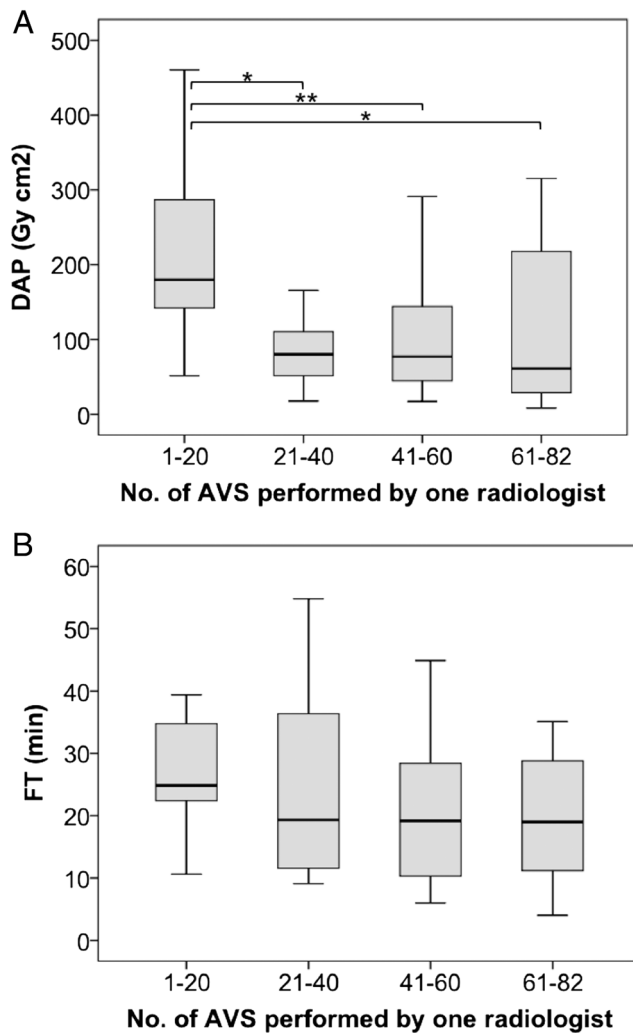 A
500
*
400
**
*
300
200
100
0
DAP (Gy cm2)
1-20 21-40 41-60 61-82
No. of AVS performed by one radiologist
B
60
50
40
30
20
10
0
FT (min)
1-20 21-40 41-60 61-82
No. of AVS performed by one radiologist